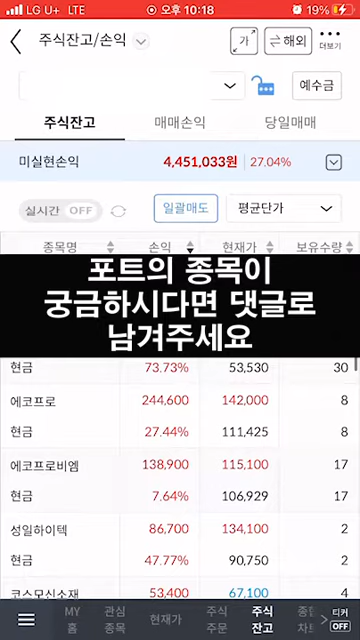 LG U+ LTE 오후 10:18 19%
주식잔고/손익 가 해외 더보기
예수금
주식잔고 매매손익 당일매매
미실현손익 4,451,033원 27.04%
실시간 OFF 일괄매도 평균단가
종목명 손익 현재가 보유수량
포트의 종목이
궁금하시다면 댓글로
남겨주세요
현금 73.73% 53,530 30
에코프로 244,600 142,000 8
현금 27.44% 111,425 8
에코프로비엠 138,900 115,100 17
현금 7.64% 106,929 17
성일하이텍 86,700 134,100 2
현금 47.77% 90,750 2
코스모신소재 53,400 67,100 4
MY 홈 관심 종목 현재가 주식 주문 주식 잔고 종합 차트 티커 OFF